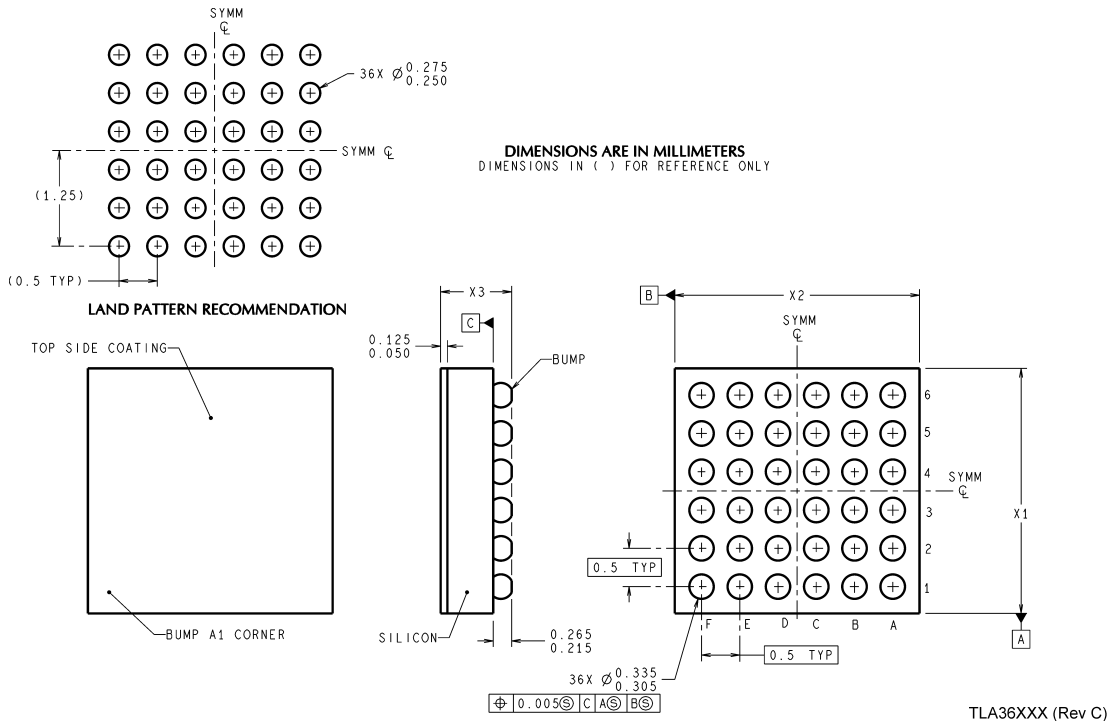 SYMM
℄
36X Ø 0.275
0.250
SYMM ℄
DIMENSIONS ARE IN MILLIMETERS
DIMENSIONS IN ( ) FOR REFERENCE ONLY
(1.25)
(0.5 TYP)
LAND PATTERN RECOMMENDATION
TOP SIDE COATING
BUMP A1 CORNER
X3
C
0.125
0.050
BUMP
SILICON
0.265
0.215
B
X2
SYMM
℄
6
5
4
3
2
1
SYMM
℄
X1
0.5 TYP
F E D C B A
A
0.5 TYP
36X Ø 0.335
0.305
⌖ 0.005Ⓢ C AⓈ BⓈ
TLA36XXX (Rev C)